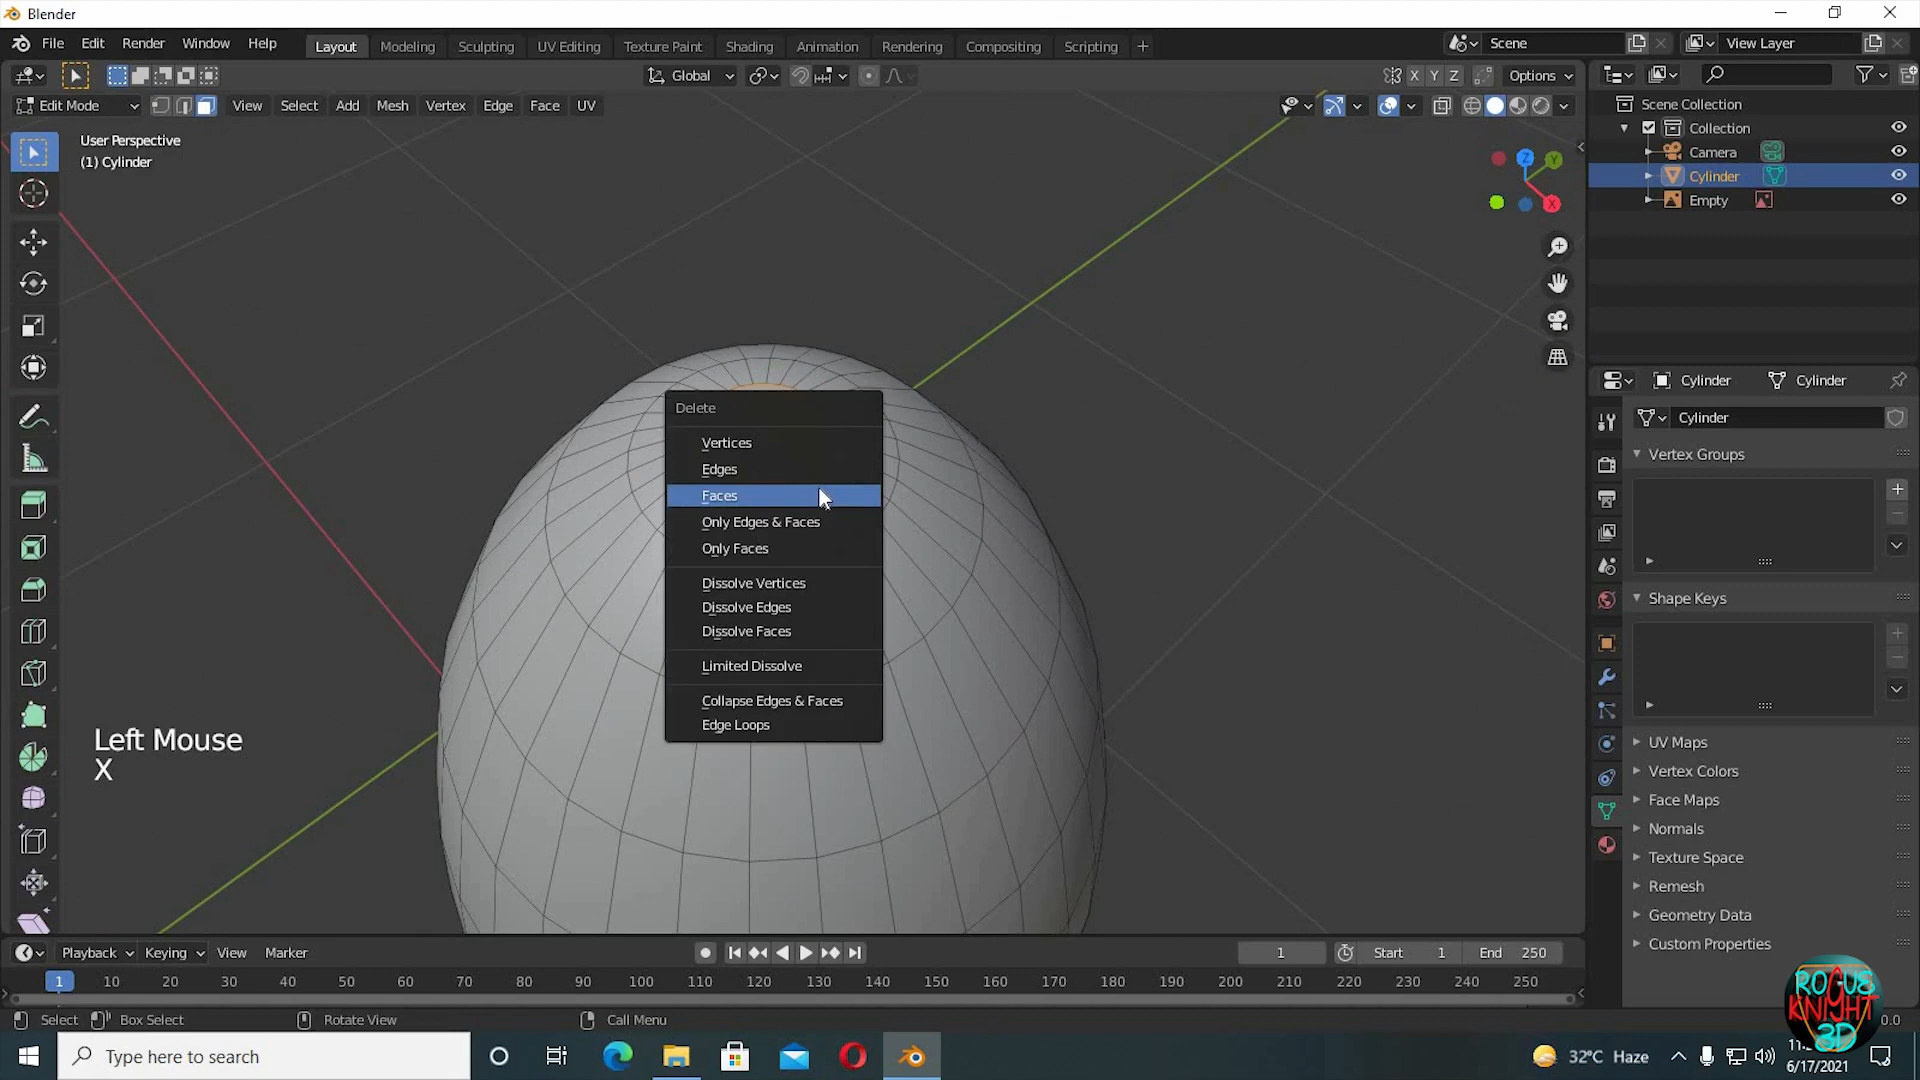 Blender
File Edit Render Window Help Layout Modeling Sculpting UV Editing Texture Paint Shading Animation Rendering Compositing Scripting + Scene View Layer
Global X Y Z Options
Edit Mode View Select Add Mesh Vertex Edge Face UV
User Perspective
(1) Cylinder
Z Y X
Scene Collection
Collection
Camera
Cylinder
Empty
Cylinder Cylinder
Cylinder
Vertex Groups
Shape Keys
UV Maps
Vertex Colors
Face Maps
Normals
Texture Space
Remesh
Geometry Data
Custom Properties
Delete
Vertices
Edges
Faces
Only Edges & Faces
Only Faces
Dissolve Vertices
Dissolve Edges
Dissolve Faces
Limited Dissolve
Collapse Edges & Faces
Edge Loops
Left Mouse
X
Playback Keying View Marker 1 Start 1 End 250
1 10 20 30 40 50 60 70 80 90 100 110 120 130 140 150 160 170 180 190 200 210 220 230 240 250
Select Box Select Rotate View Call Menu
ROGUE
KNIGHT
3D
Type here to search
32°C Haze
6/17/2021